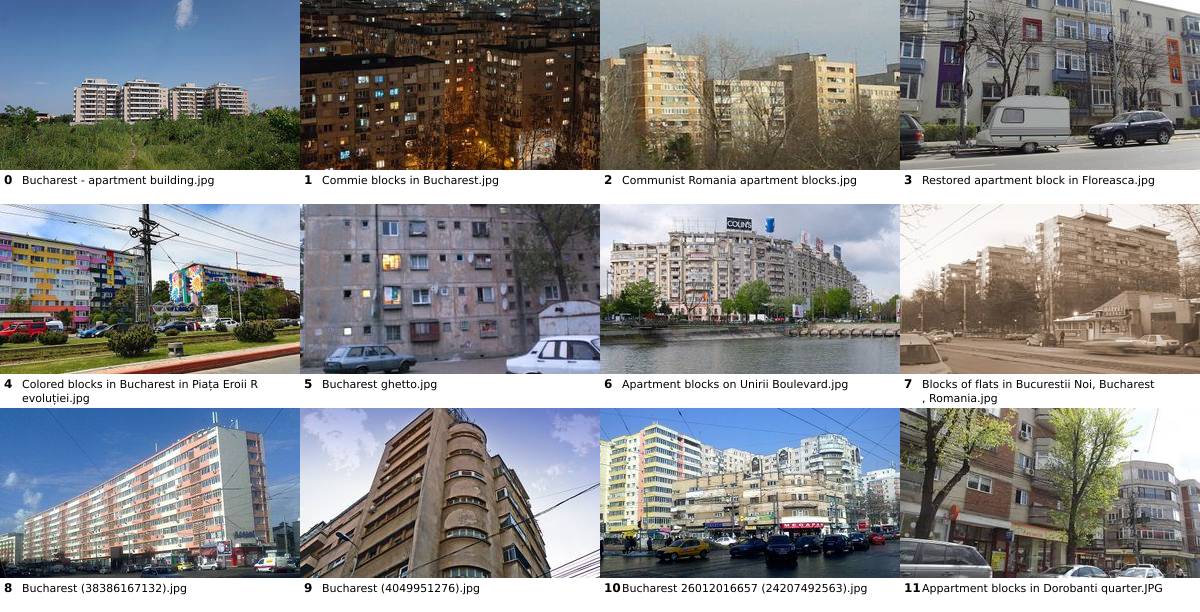 0 Bucharest - apartment building.jpg
1 Commie blocks in Bucharest.jpg
2 Communist Romania apartment blocks.jpg
3 Restored apartment block in Floreasca.jpg
COLIN'S
4 Colored blocks in Bucharest in Piața Eroii R
evoluției.jpg
5 Bucharest ghetto.jpg
6 Apartment blocks on Unirii Boulevard.jpg
7 Blocks of flats in Bucurestii Noi, Bucharest
, Romania.jpg
MEGAPIX
8 Bucharest (38386167132).jpg
9 Bucharest (4049951276).jpg
10 Bucharest 26012016657 (24207492563).jpg
11 Appartment blocks in Dorobanti quarter.JPG